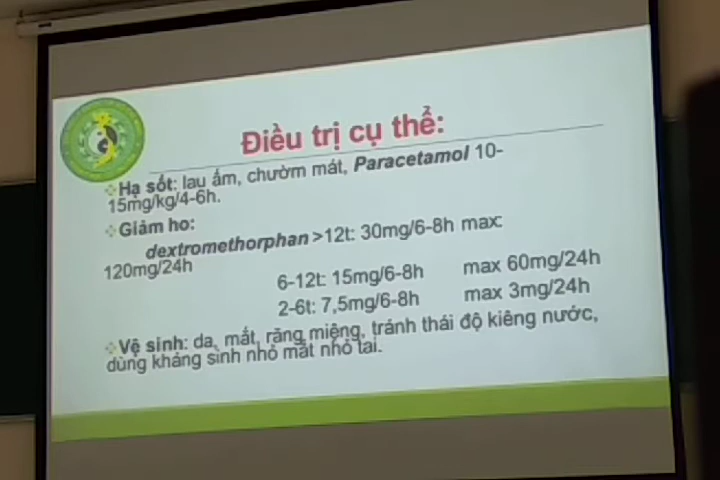 Điều trị cụ thể:
❖Hạ sốt: lau ấm, chườm mát, Paracetamol 10-
15mg/kg/4-6h.
❖Giảm ho:
dextromethorphan >12t: 30mg/6-8h max:
120mg/24h
6-12t: 15mg/6-8h max 60mg/24h
2-6t: 7,5mg/6-8h max 3mg/24h
❖Vệ sinh: da, mắt, răng miệng, tránh thái độ kiêng nước,
dùng kháng sinh nhỏ mắt nhỏ tai.